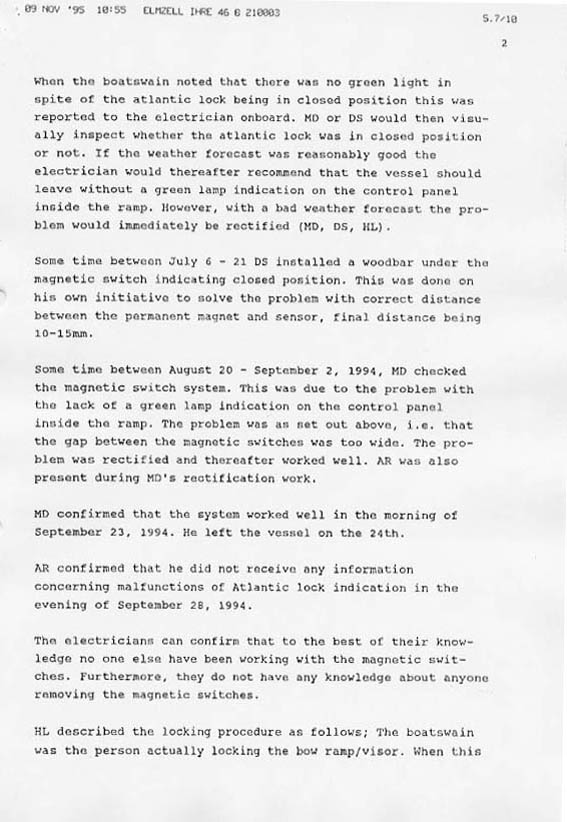 09 NOV '95 10:55 ELMZELL IHRE 46 8 210003
S.7/10
2
When the boatswain noted that there was no green light in
spite of the atlantic lock being in closed position this was
reported to the electrician onboard. MD or DS would then visu-
ally inspect whether the atlantic lock was in closed position
or not. If the weather forecast was reasonably good the
electrician would thereafter recommend that the vessel should
leave without a green lamp indication on the control panel
inside the ramp. However, with a bad weather forecast the pro-
blem would immediately be rectified (MD, DS, HL).
Some time between July 6 - 21 DS installed a woodbar under the
magnetic switch indicating closed position. This was done on
his own initiative to solve the problem with correct distance
between the permanent magnet and sensor, final distance being
10-15mm.
Some time between August 20 - September 2, 1994, MD checked
the magnetic switch system. This was due to the problem with
the lack of a green lamp indication on the control panel
inside the ramp. The problem was as set out above, i.e. that
the gap between the magnetic switches was too wide. The pro-
blem was rectified and thereafter worked well. AR was also
present during MD's rectification work.
MD confirmed that the system worked well in the morning of
September 23, 1994. He left the vessel on the 24th.
AR confirmed that he did not receive any information
concerning malfunctions of Atlantic lock indication in the
evening of September 28, 1994.
The electricians can confirm that to the best of their know-
ledge no one else have been working with the magnetic swit-
ches. Furthermore, they do not have any knowledge about anyone
removing the magnetic switches.
HL described the locking procedure as follows; The boatswain
was the person actually locking the bow ramp/visor. When this